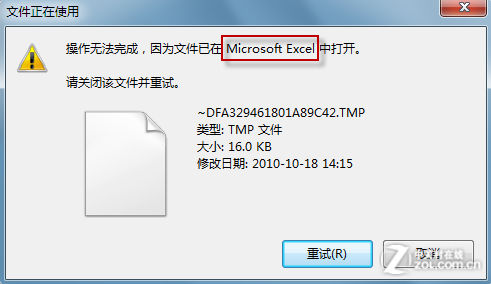 文件正在使用
操作无法完成，因为文件已在 Microsoft Excel 中打开。
请关闭该文件并重试。
~DFA329461801A89C42.TMP
类型: TMP 文件
大小: 16.0 KB
修改日期: 2010-10-18 14:15
重试(R)
取消
zol.com.cn